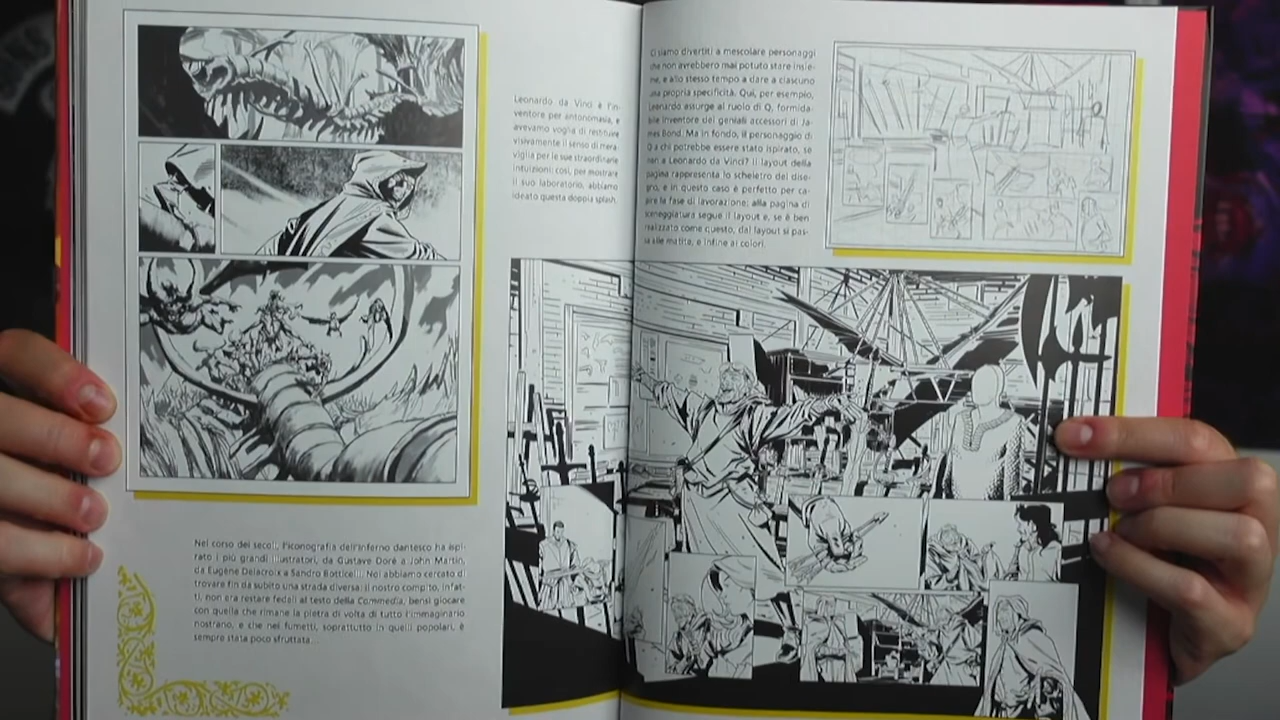 Leonardo da Vinci è l'in-
ventore per antonomasia, e
avevamo voglia di restituire
visivamente il senso di mera-
viglia per le sue straordinarie
intuizioni: così, per mostrare
il suo laboratorio, abbiamo
ideato questa doppia splash.
Nel corso dei secoli, l'iconografia dell'Inferno dantesco ha ispi-
rato i più grandi illustratori, da Gustave Doré a John Martin,
da Eugène Delacroix a Sandro Botticelli. Noi abbiamo cercato di
trovare fin da subito una strada diversa: il nostro compito, infat-
ti, non era restare fedeli al testo della Commedia, bensì giocare
con quella che rimane la pietra di volta di tutto l'immaginario
nostrano, e che nei fumetti, soprattutto in quelli popolari, è
sempre stata poco sfruttata...
Ci siamo divertiti a mescolare personaggi
che non avrebbero mai potuto stare insie-
me, e allo stesso tempo a dare a ciascuno
una propria specificità. Qui, per esempio,
Leonardo assurge al ruolo di Q, formida-
bile inventore dei geniali accessori di Ja-
mes Bond. Ma in fondo, il personaggio di
Q a chi potrebbe essere stato ispirato, se
non a Leonardo da Vinci? Il layout della
pagina rappresenta lo scheletro del dise-
gno, e in questo caso è perfetto per ca-
pire la fase di lavorazione: alla pagina di
sceneggiatura segue il layout e, se è ben
realizzato come questo, dal layout si pas-
sa alle matite, e infine ai colori.